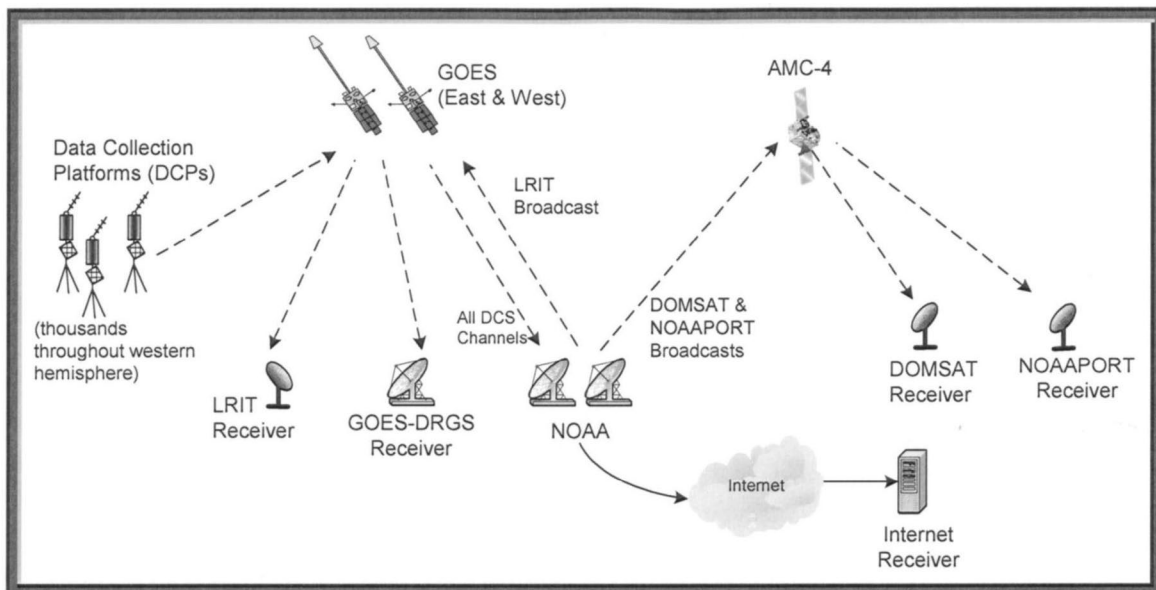 GOES
(East & West)
AMC-4
Data Collection
Platforms (DCPs)
LRIT
Broadcast
(thousands
throughout western
hemisphere)
All DCS
Channels
DOMSAT &
NOAAPORT
Broadcasts
LRIT
Receiver
GOES-DRGS
Receiver
NOAA
DOMSAT
Receiver
NOAAPORT
Receiver
Internet
Internet
Receiver